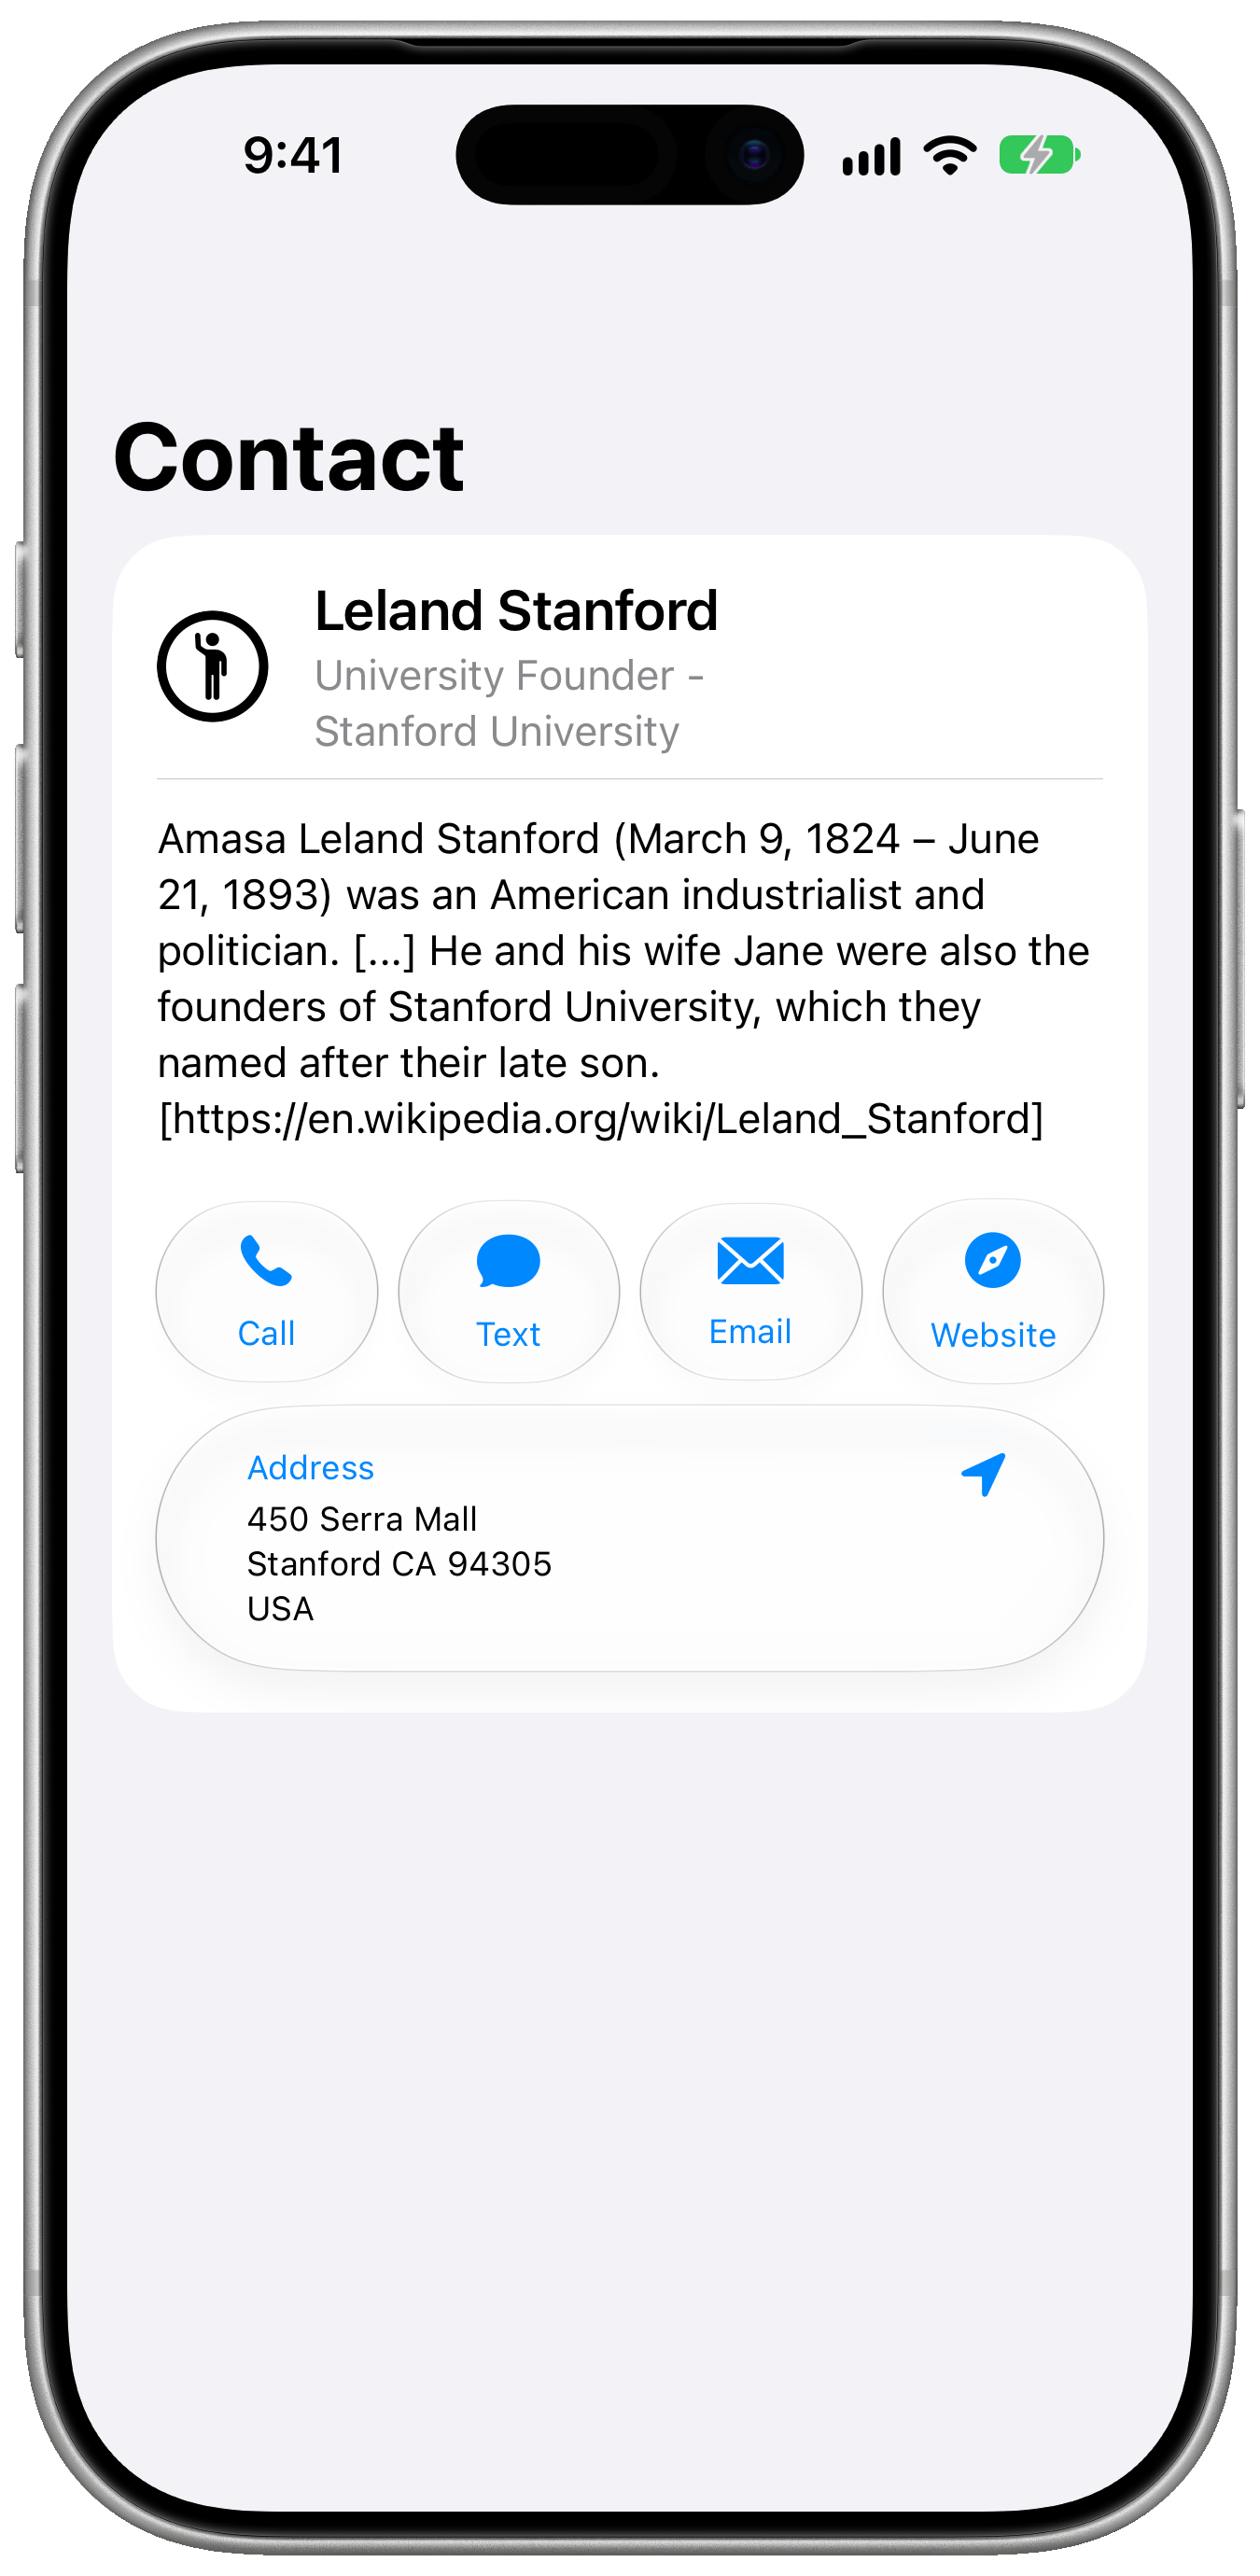 9:41
Contact
Leland Stanford
University Founder -
Stanford University
Amasa Leland Stanford (March 9, 1824 – June
21, 1893) was an American industrialist and
politician. [...] He and his wife Jane were also the
founders of Stanford University, which they
named after their late son.
[https://en.wikipedia.org/wiki/Leland_Stanford]
Call
Text
Email
Website
Address
450 Serra Mall
Stanford CA 94305
USA